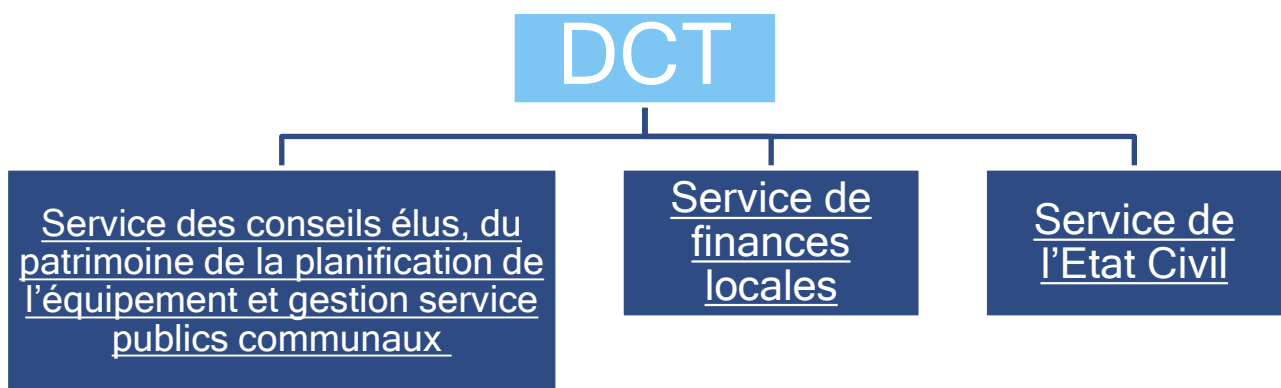 DCT
Service des conseils élus, du
patrimoine de la planification de
l'équipement et gestion service
publics communaux
Service de
finances
locales
Service de
l'Etat Civil